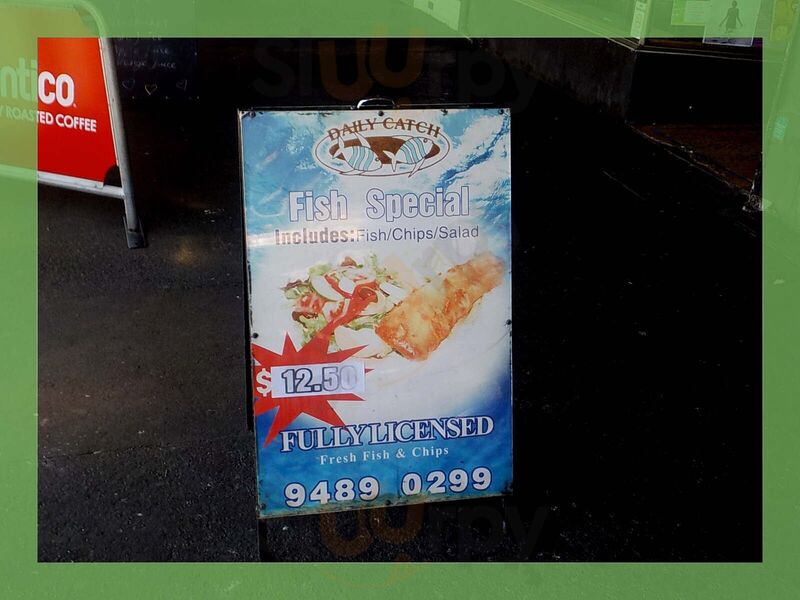 ntico
Y ROASTED COFFEE
DAILY CATCH
Fish Special
Includes: Fish/Chips/Salad
$12.50
FULLY LICENSED
Fresh Fish & Chips
9489 0299